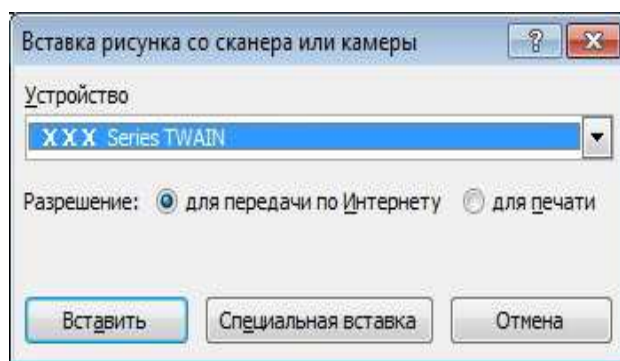 Вставка рисунка со сканера или камеры ?
Устройство
XXX Series TWAIN
Разрешение: для передачи по Интернету для печати
Вставить Специальная вставка Отмена